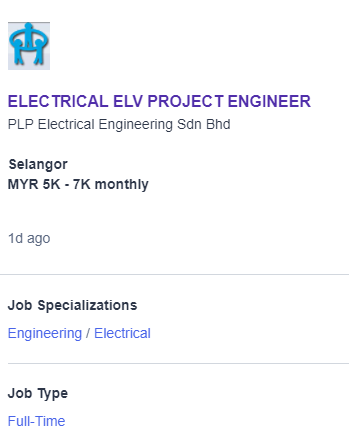 ELECTRICAL ELV PROJECT ENGINEER
PLP Electrical Engineering Sdn Bhd
Selangor
MYR 5K - 7K monthly
1d ago
Job Specializations
Engineering / Electrical
Job Type
Full-Time